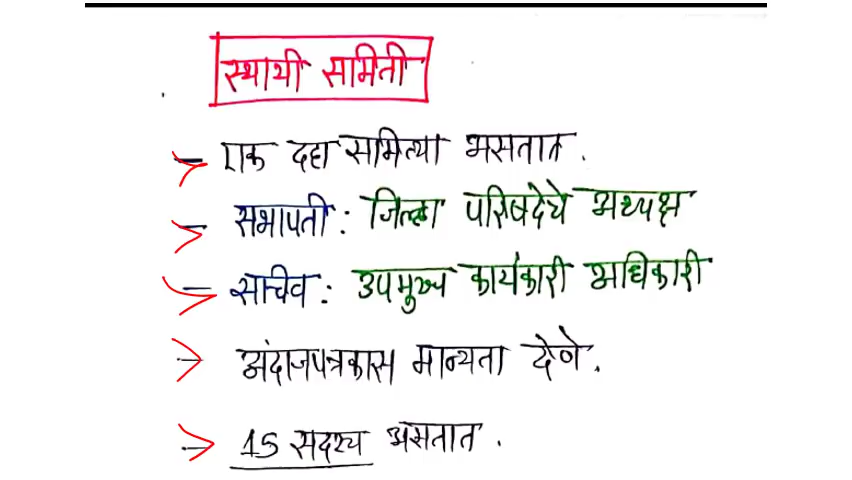 स्थायी समिती
एक दहा समित्या असतात.
सभापती : जिल्हा परिषदेचे अध्यक्ष
सचिव : उपमुख्य कार्यकारी अधिकारी
अंदाजपत्रकास मान्यता देणे.
15 सदस्य असतात.